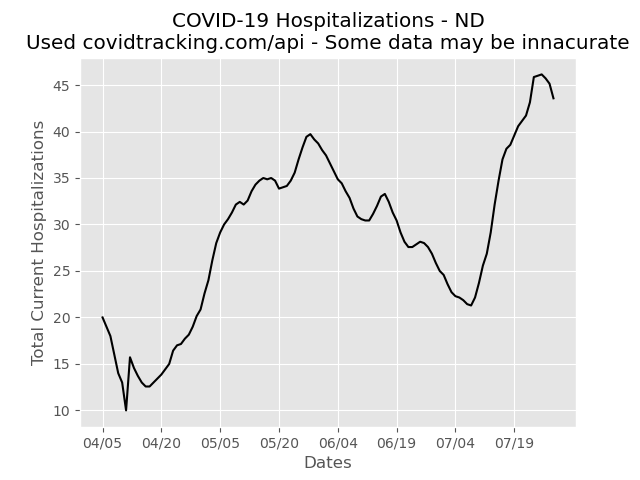 COVID-19 Hospitalizations - ND
Used covidtracking.com/api - Some data may be innacurate
Total Current Hospitalizations
45
40
35
30
25
20
15
10
04/05 04/20 05/05 05/20 06/04 06/19 07/04 07/19
Dates